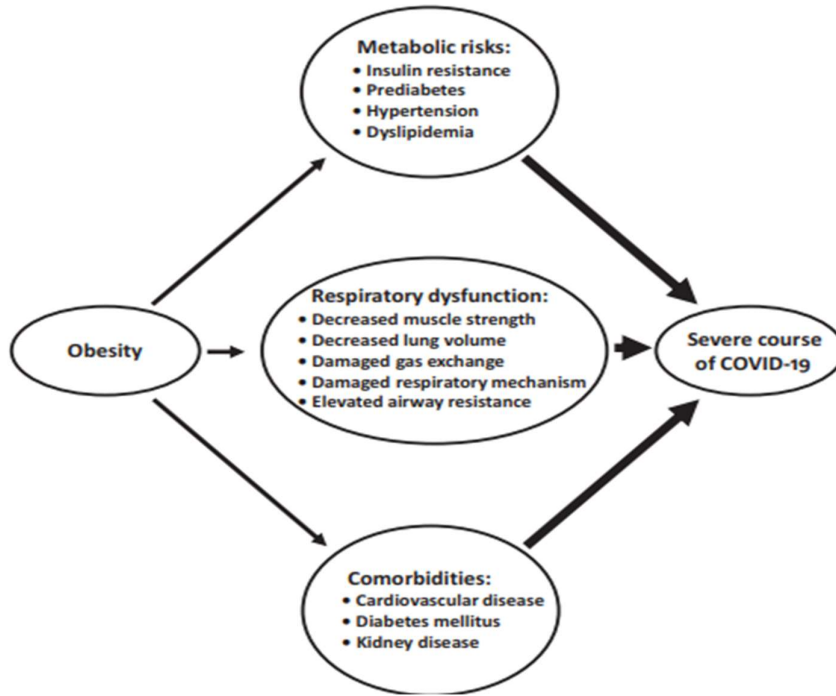 Metabolic risks:
• Insulin resistance
• Prediabetes
• Hypertension
• Dyslipidemia
Obesity
Respiratory dysfunction:
• Decreased muscle strength
• Decreased lung volume
• Damaged gas exchange
• Damaged respiratory mechanism
• Elevated airway resistance
Severe course
of COVID-19
Comorbidities:
• Cardiovascular disease
• Diabetes mellitus
• Kidney disease